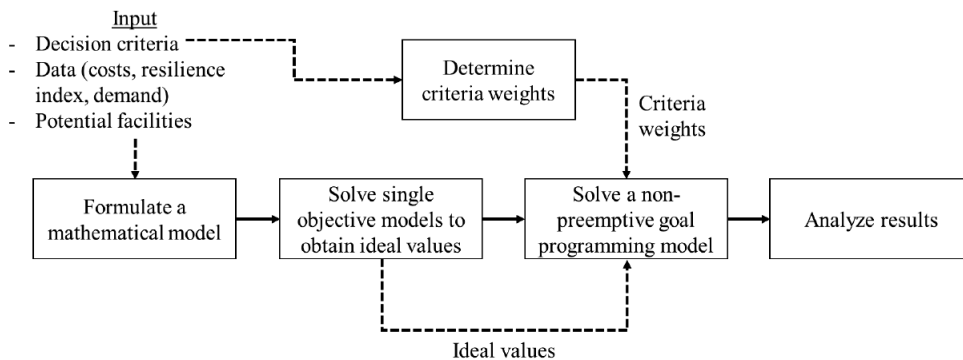 Input
- Decision criteria
- Data (costs, resilience
index, demand)
- Potential facilities
Determine
criteria weights
Criteria
weights
Formulate a
mathematical model
Solve single
objective models to
obtain ideal values
Solve a non-
preemptive goal
programming model
Analyze results
Ideal values